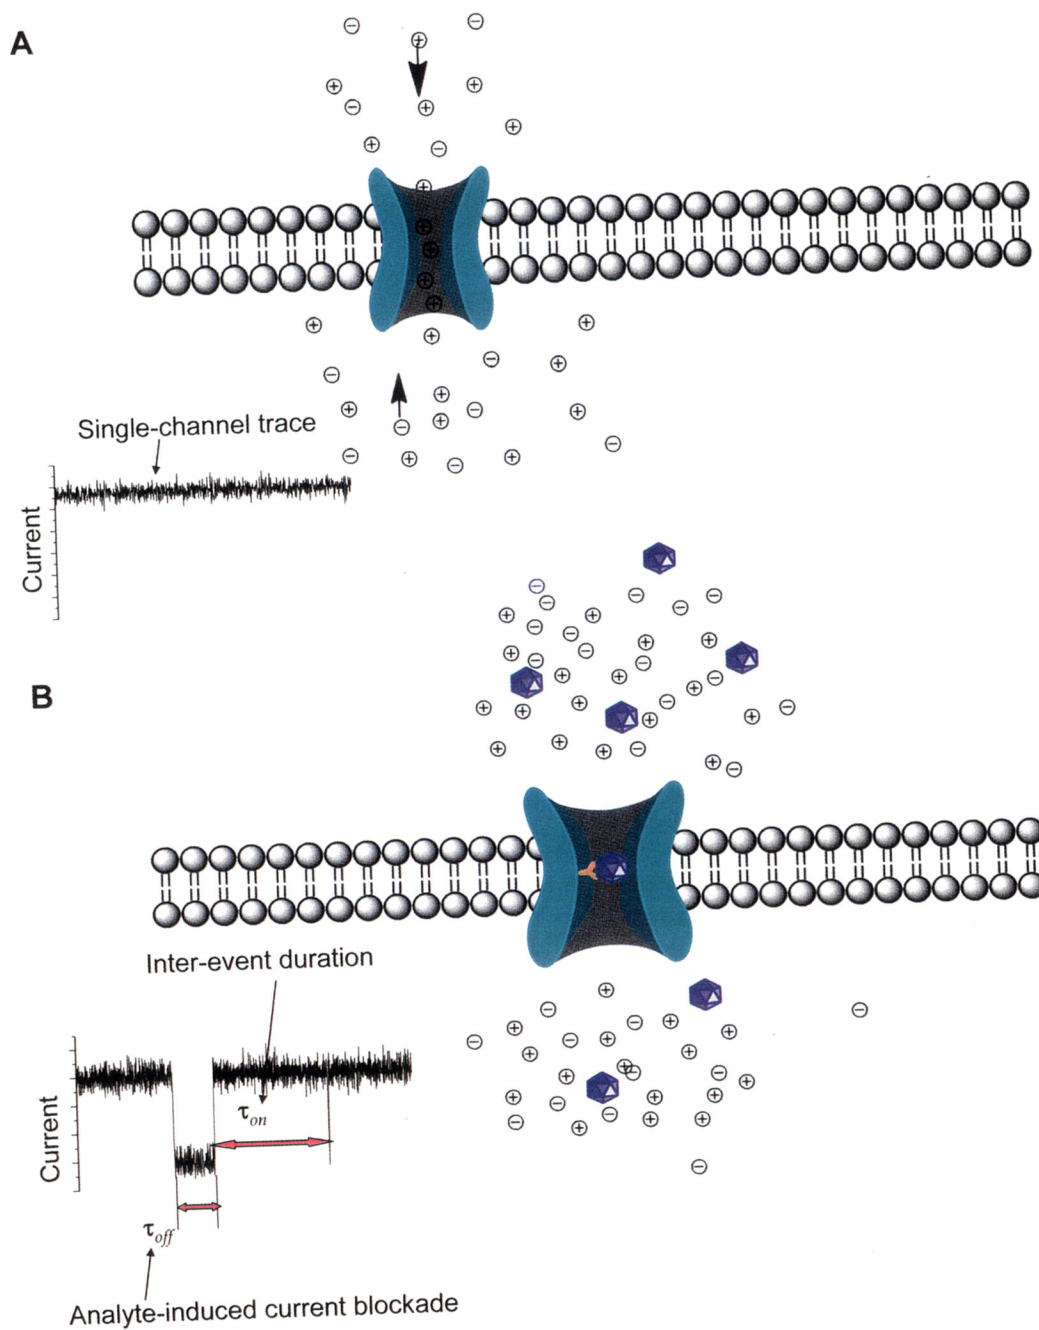 A
Single-channel trace
Current
B
Inter-event duration
Current
τon
τoff
Analyte-induced current blockade